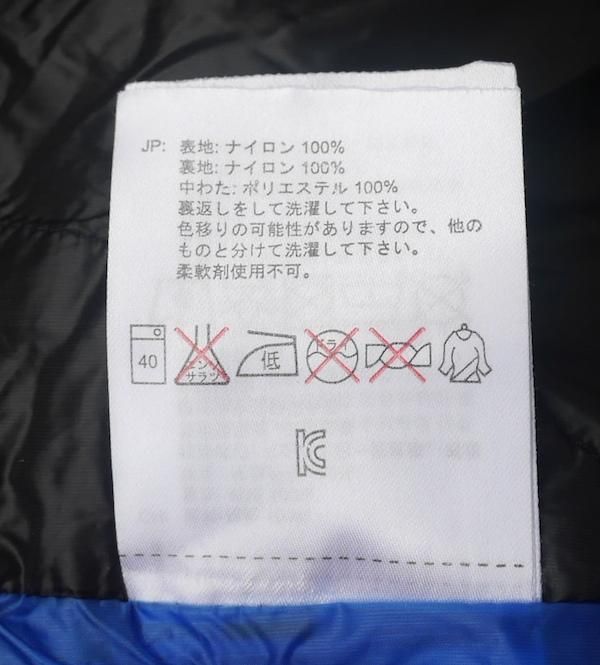 JP: 表地: ナイロン 100%
裏地: ナイロン 100%
中わた: ポリエステル 100%
裏返しをして洗濯して下さい。
色移りの可能性がありますので、他の
ものと分けて洗濯して下さい。
柔軟剤使用不可。
40 エンソ サラシ 低 ドライ
KC